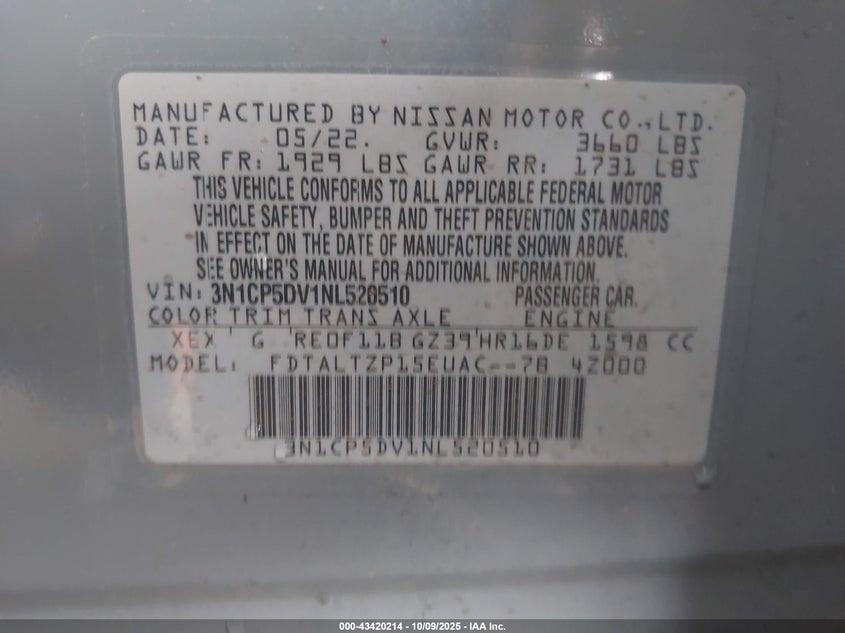 MANUFACTURED BY NISSAN MOTOR CO.,LTD.
DATE: 05/22. GVWR: 3660 LBS
GAWR FR: 1929 LBS GAWR RR: 1731 LBS
THIS VEHICLE CONFORMS TO ALL APPLICABLE FEDERAL MOTOR
VEHICLE SAFETY, BUMPER AND THEFT PREVENTION STANDARDS
IN EFFECT ON THE DATE OF MANUFACTURE SHOWN ABOVE.
SEE OWNER'S MANUAL FOR ADDITIONAL INFORMATION.
VIN: 3N1CP5DV1NL520510 PASSENGER CAR.
COLOR TRIM TRANS AXLE ENGINE
XEX G RE0F11B GZ39 HR16DE 1598 CC
MODEL: FDTALTZP15EUAC--7B 4Z000
3N1CP5DV1NL520510
000-43420214 - 10/09/2025 - IAA Inc.